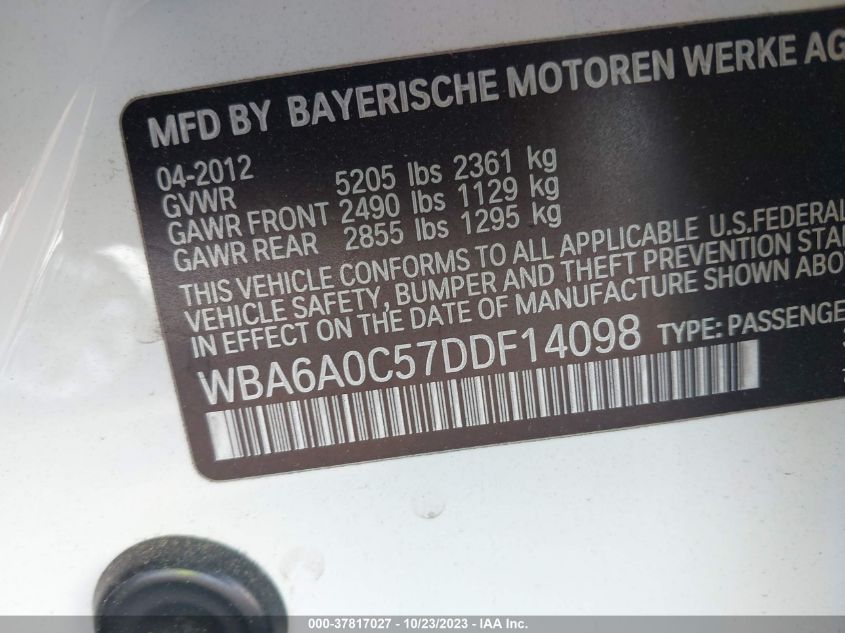 MFD BY BAYERISCHE MOTOREN WERKE AG
04-2012
GVWR 5205 lbs 2361 kg
GAWR FRONT 2490 lbs 1129 kg
GAWR REAR 2855 lbs 1295 kg
THIS VEHICLE CONFORMS TO ALL APPLICABLE U.S.FEDERAL
VEHICLE SAFETY, BUMPER AND THEFT PREVENTION STA
IN EFFECT ON THE DATE OF MANUFACTURE SHOWN ABO
WBA6A0C57DDF14098 TYPE: PASSENGE
000-37817027 - 10/23/2023 - © IAA, Inc.